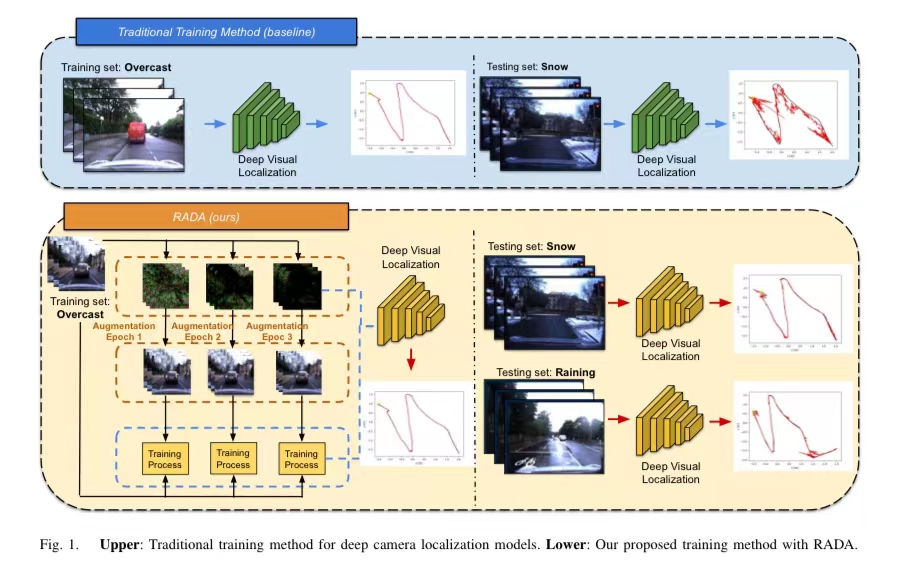 Traditional Training Method (baseline)
Training set: Overcast
Deep Visual
Localization
Testing set: Snow
Deep Visual
Localization
RADA (ours)
Training set:
Overcast
Augmentation
Epoch 1
Augmentation
Epoch 2
Augmentation
Epoc 3
Training
Process
Training
Process
Training
Process
Deep Visual
Localization
Testing set: Snow
Deep Visual
Localization
Testing set: Raining
Deep Visual
Localization
Fig. 1. Upper: Traditional training method for deep camera localization models. Lower: Our proposed training method with RADA.